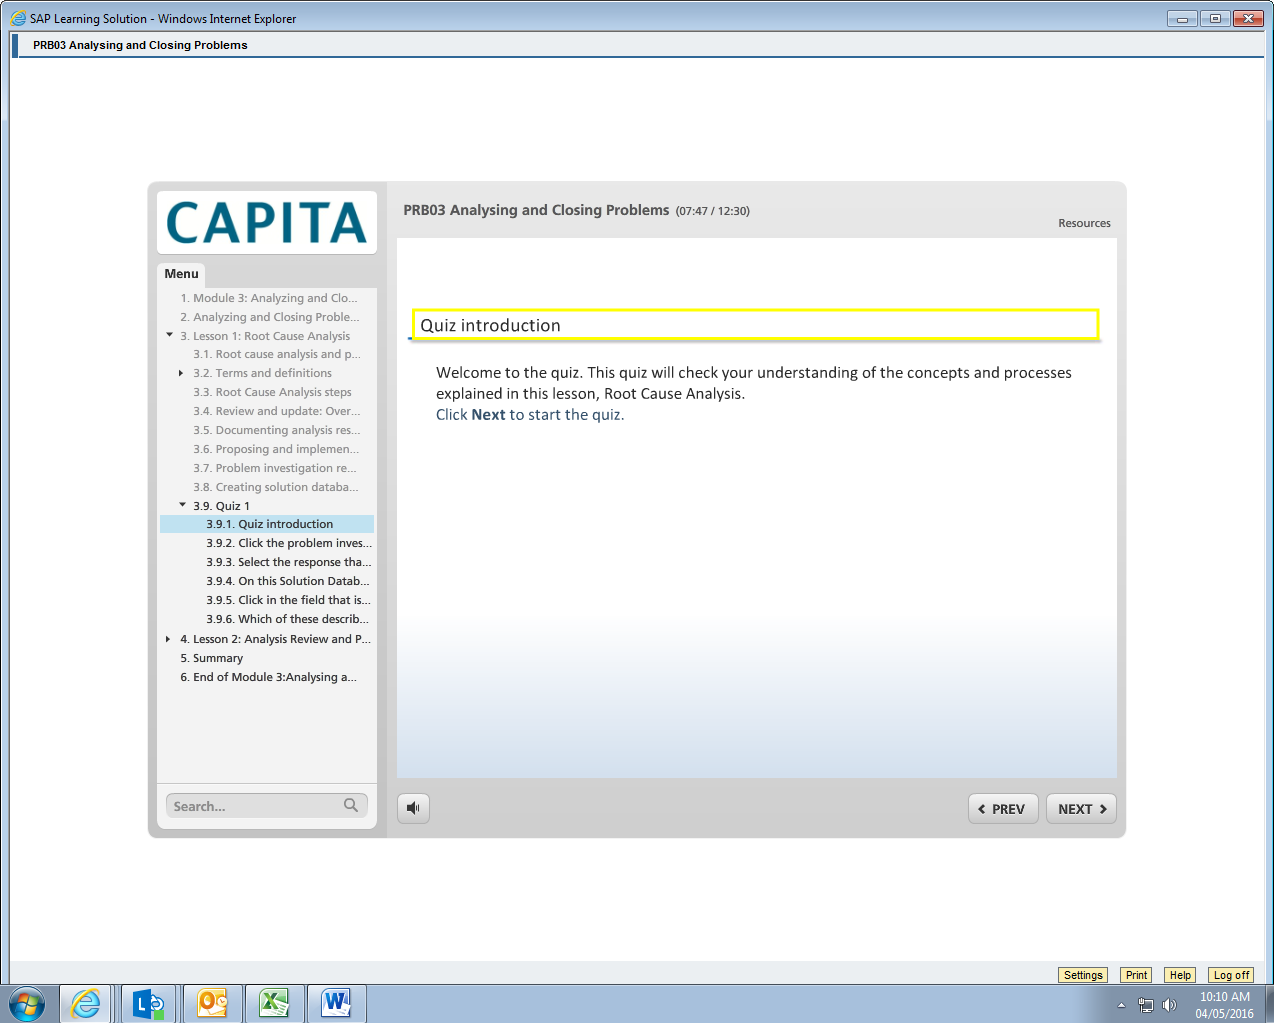 SAP Learning Solution - Windows Internet Explorer
PRB03 Analysing and Closing Problems
CAPITA
PRB03 Analysing and Closing Problems (07:47 / 12:30)
Resources
Menu
1. Module 3: Analyzing and Clo...
2. Analyzing and Closing Proble...
3. Lesson 1: Root Cause Analysis
3.1. Root cause analysis and p...
3.2. Terms and definitions
3.3. Root Cause Analysis steps
3.4. Review and update: Over...
3.5. Documenting analysis res...
3.6. Proposing and implemen...
3.7. Problem investigation re...
3.8. Creating solution databa...
3.9. Quiz 1
3.9.1. Quiz introduction
3.9.2. Click the problem inves...
3.9.3. Select the response tha...
3.9.4. On this Solution Datab...
3.9.5. Click in the field that is...
3.9.6. Which of these describ...
4. Lesson 2: Analysis Review and P...
5. Summary
6. End of Module 3:Analysing a...
Search...
Quiz introduction
Welcome to the quiz. This quiz will check your understanding of the concepts and processes
explained in this lesson, Root Cause Analysis.
Click Next to start the quiz.
PREV
NEXT
Settings
Print
Help
Log off
10:10 AM
04/05/2016